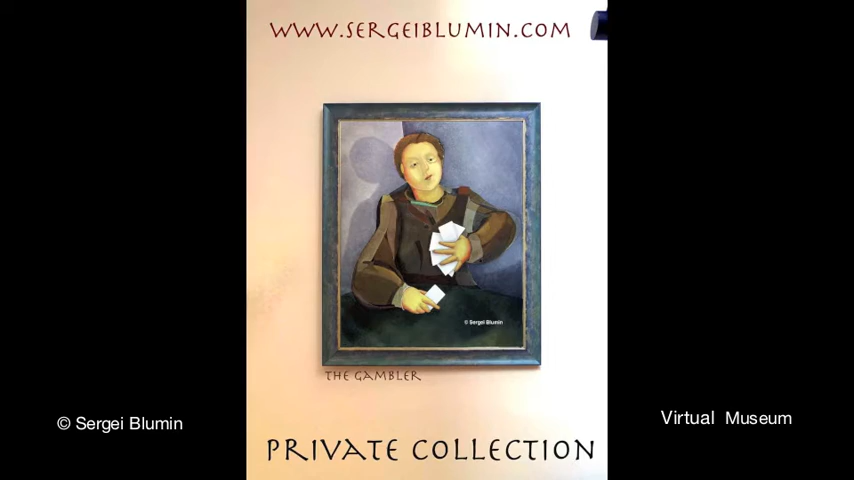 WWW.SERGEIBLUMIN.COM
© Sergei Blumin
THE GAMBLER
© Sergei Blumin
Virtual Museum
PRIVATE COLLECTION